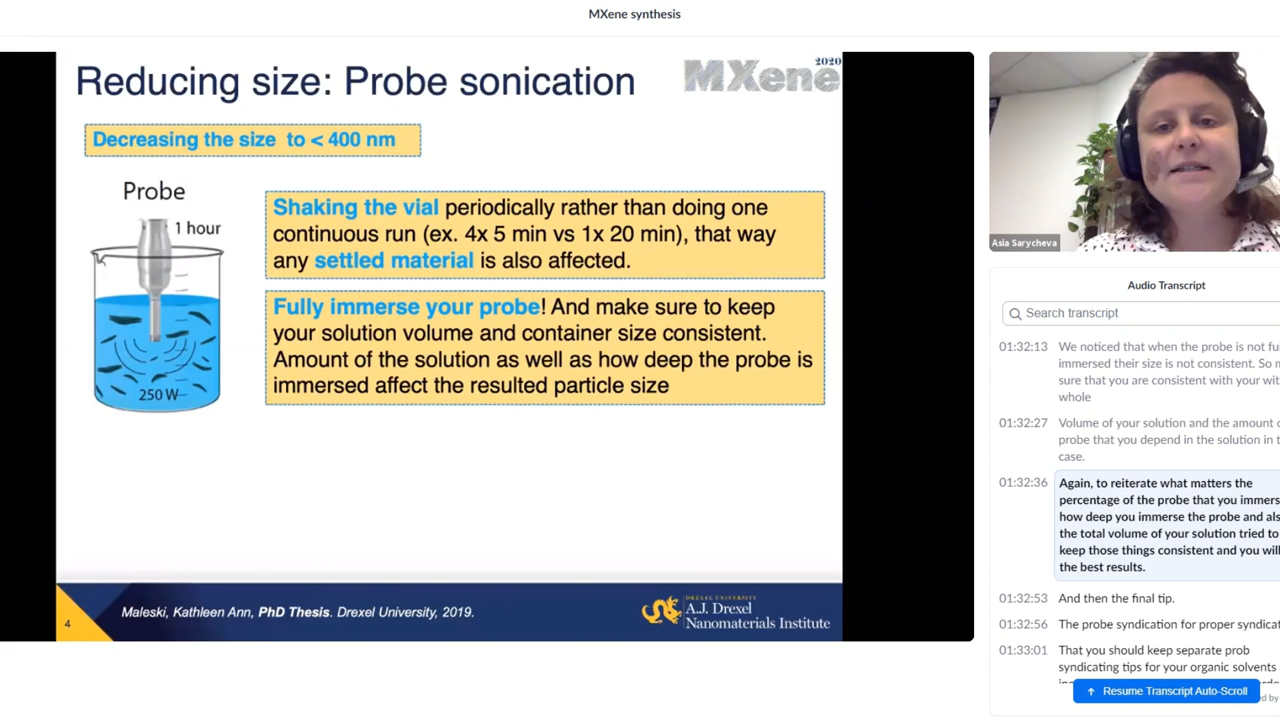 MXene synthesis
Reducing size: Probe sonication
MXene 2020
Decreasing the size to < 400 nm
Probe
1 hour
250 W
Shaking the vial periodically rather than doing one
continuous run (ex. 4x 5 min vs 1x 20 min), that way
any settled material is also affected.
Fully immerse your probe! And make sure to keep
your solution volume and container size consistent.
Amount of the solution as well as how deep the probe is
immersed affect the resulted particle size
4
Maleski, Kathleen Ann, PhD Thesis. Drexel University, 2019.
DREXEL UNIVERSITY
A.J. Drexel
Nanomaterials Institute
Asia Sarycheva
Audio Transcript
Search transcript
01:32:13
We noticed that when the probe is not fu
immersed their size is not consistent. So m
sure that you are consistent with your wit
whole
01:32:27
Volume of your solution and the amount o
probe that you depend in the solution in t
case.
01:32:36
Again, to reiterate what matters the
percentage of the probe that you immers
how deep you immerse the probe and als
the total volume of your solution tried to
keep those things consistent and you will
the best results.
01:32:53
And then the final tip.
01:32:56
The probe syndication for proper syndicat
01:33:01
That you should keep separate prob
syndicating tips for your organic solvents
Resume Transcript Auto-Scroll